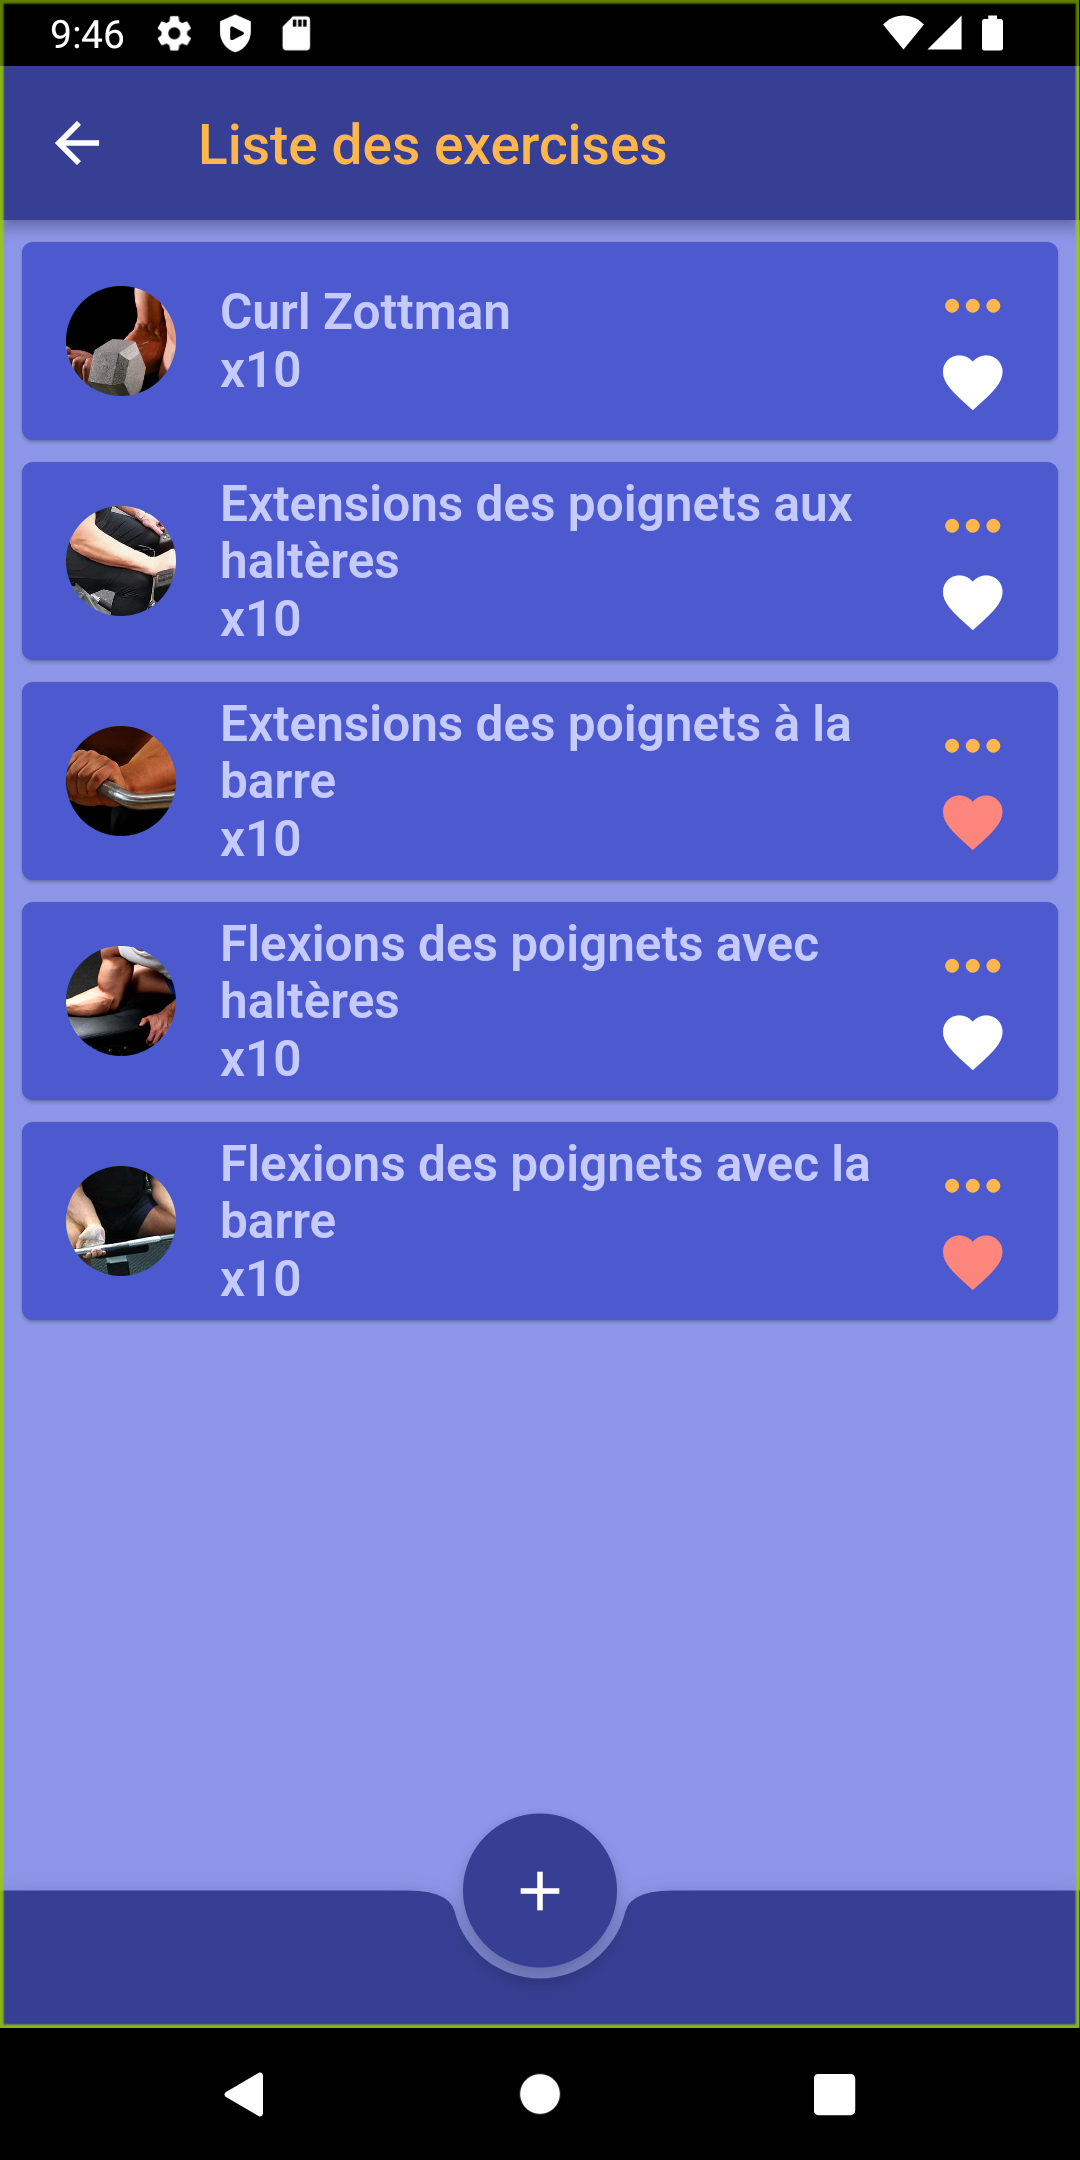 9:46
Liste des exercises
Curl Zottman
x10
Extensions des poignets aux
haltères
x10
Extensions des poignets à la
barre
x10
Flexions des poignets avec
haltères
x10
Flexions des poignets avec la
barre
x10